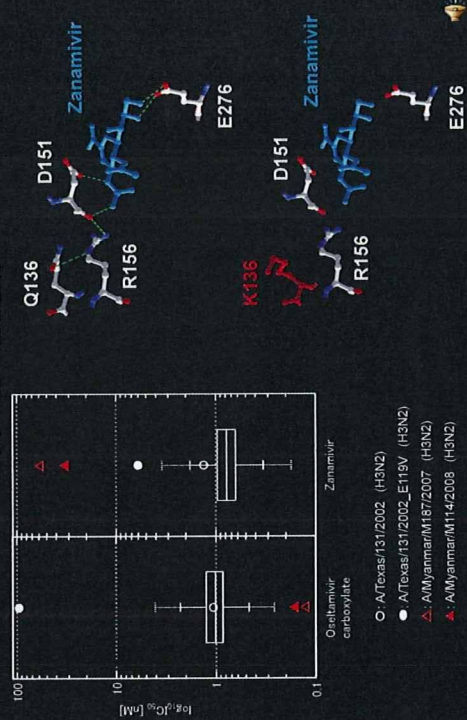 log₁₀IC₅₀ [nM]
100
10
1
0.1
Oseltamivir
carboxylate
Zanamivir
○: A/Texas/131/2002 (H3N2)
●: A/Texas/131/2002_E119V (H3N2)
△: A/Myanmar/M187/2007 (H3N2)
▲: A/Myanmar/M114/2008 (H3N2)
Q136
D151
Zanamivir
R156
E276
K136
D151
Zanamivir
R156
E276